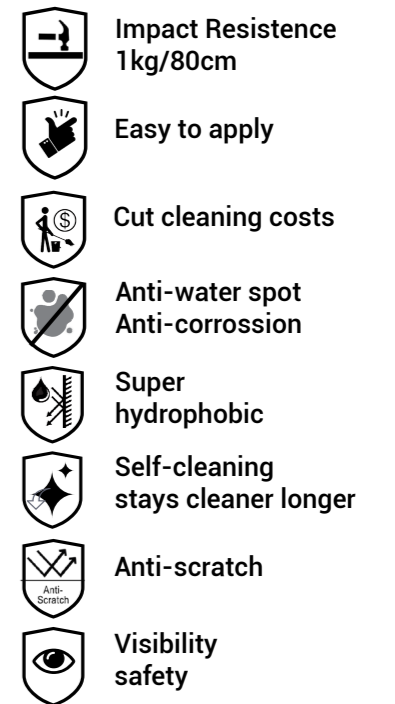 Impact Resistence
1kg/80cm
Easy to apply
$
Cut cleaning costs
Anti-water spot
Anti-corrossion
Super
hydrophobic
Self-cleaning
stays cleaner longer
Anti-
Scratch
Anti-scratch
Visibility
safety